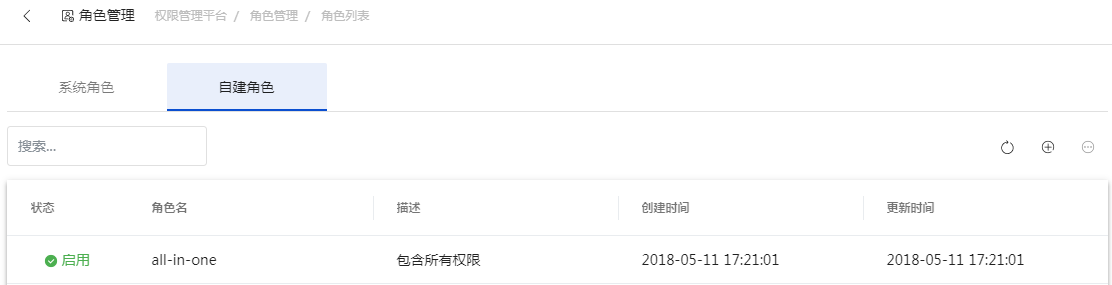 角色管理 权限管理平台 / 角色管理 / 角色列表
系统角色 自建角色
搜索...
状态 角色名 描述 创建时间 更新时间
启用 all-in-one 包含所有权限 2018-05-11 17:21:01 2018-05-11 17:21:01